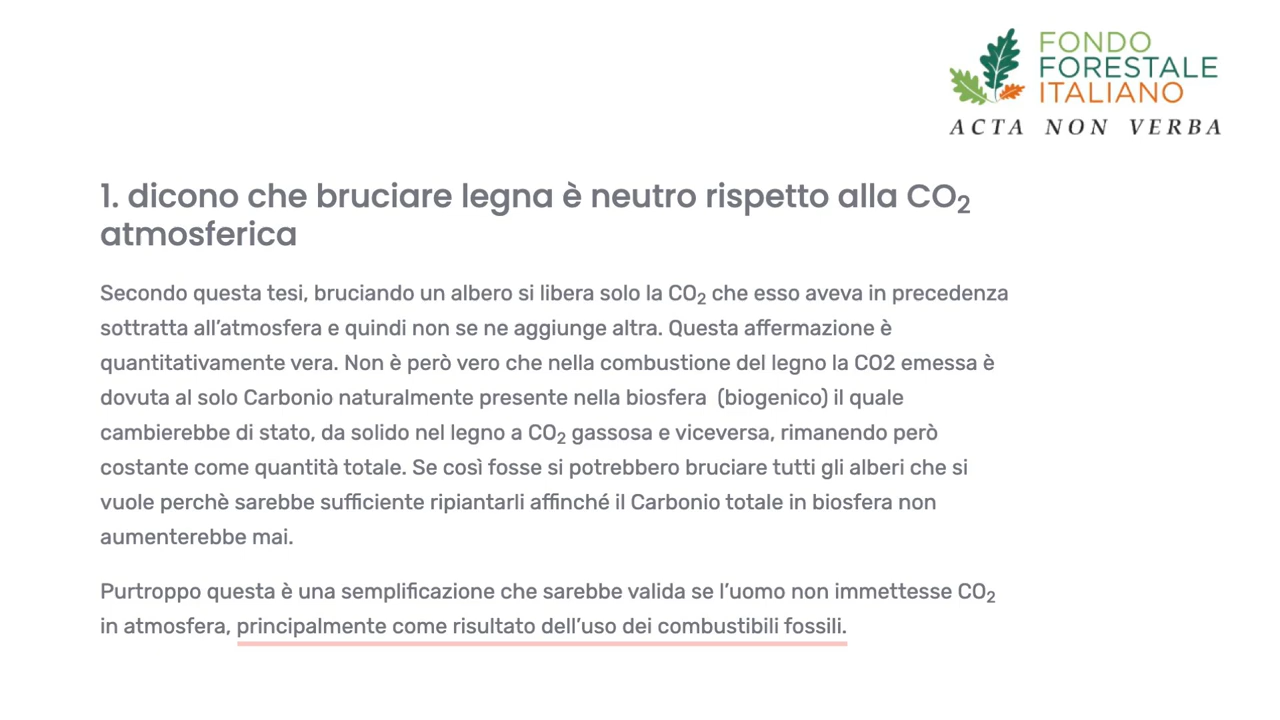 FONDO
FORESTALE
ITALIANO
ACTA NON VERBA
1. dicono che bruciare legna è neutro rispetto alla CO₂
atmosferica
Secondo questa tesi, bruciando un albero si libera solo la CO₂ che esso aveva in precedenza
sottratta all'atmosfera e quindi non se ne aggiunge altra. Questa affermazione è
quantitativamente vera. Non è però vero che nella combustione del legno la CO2 emessa è
dovuta al solo Carbonio naturalmente presente nella biosfera (biogenico) il quale
cambierebbe di stato, da solido nel legno a CO₂ gassosa e viceversa, rimanendo però
costante come quantità totale. Se così fosse si potrebbero bruciare tutti gli alberi che si
vuole perchè sarebbe sufficiente ripiantarli affinché il Carbonio totale in biosfera non
aumenterebbe mai.
Purtroppo questa è una semplificazione che sarebbe valida se l'uomo non immettesse CO₂
in atmosfera, principalmente come risultato dell'uso dei combustibili fossili.